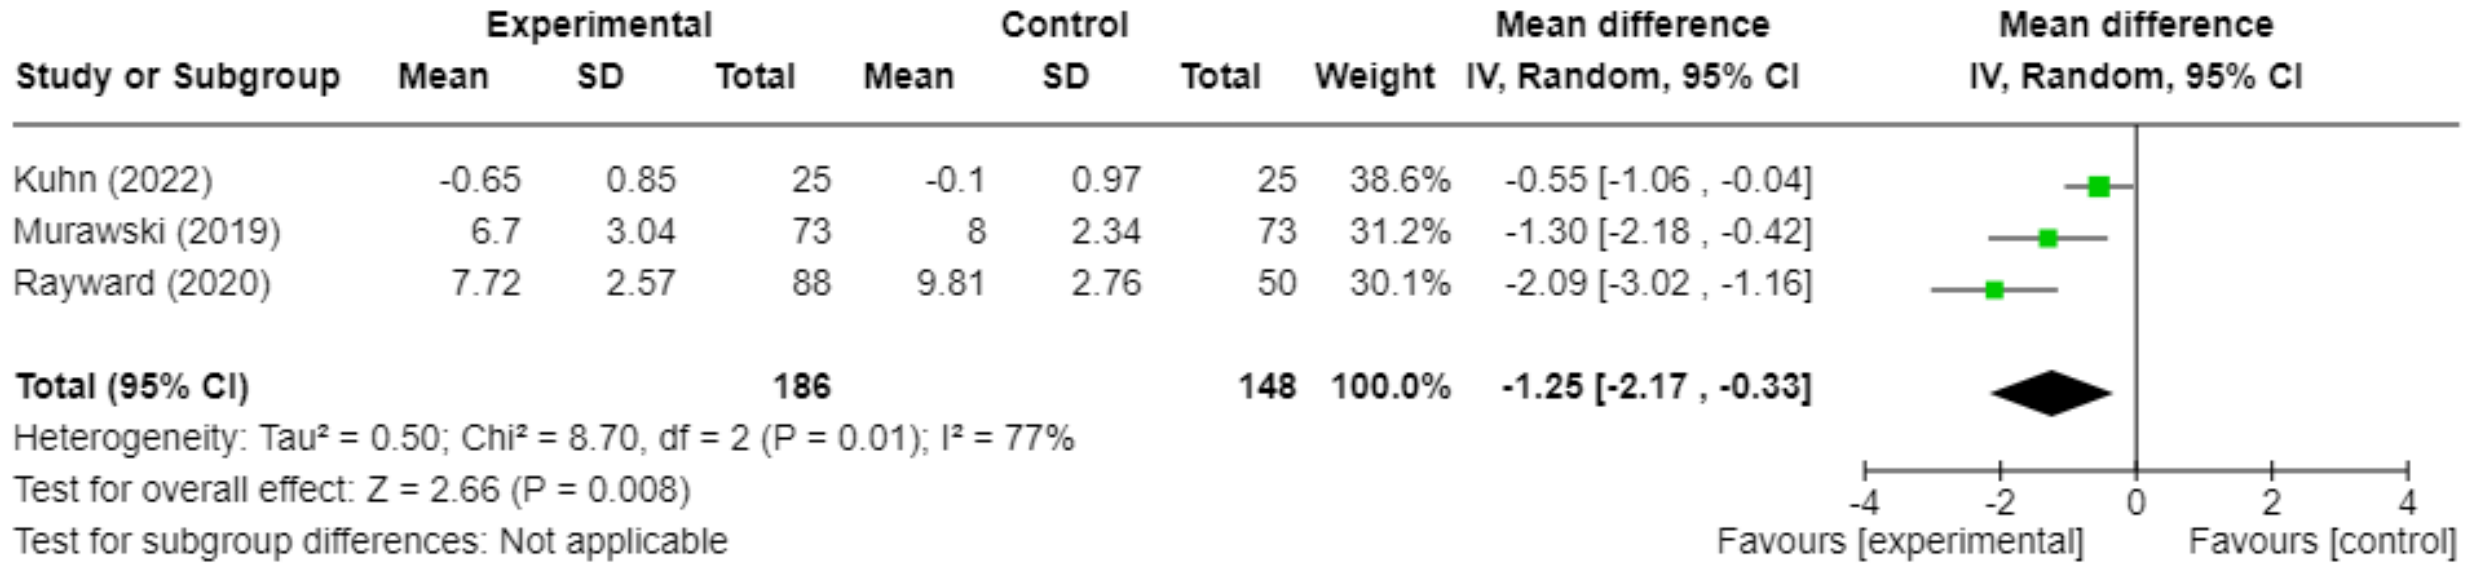 Experimental Control Mean difference Mean difference
Study or Subgroup Mean SD Total Mean SD Total Weight IV, Random, 95% CI IV, Random, 95% CI
Kuhn (2022) -0.65 0.85 25 -0.1 0.97 25 38.6% -0.55 [-1.06 , -0.04]
Murawski (2019) 6.7 3.04 73 8 2.34 73 31.2% -1.30 [-2.18 , -0.42]
Rayward (2020) 7.72 2.57 88 9.81 2.76 50 30.1% -2.09 [-3.02 , -1.16]
Total (95% CI) 186 148 100.0% -1.25 [-2.17 , -0.33]
Heterogeneity: Tau² = 0.50; Chi² = 8.70, df = 2 (P = 0.01); I² = 77%
Test for overall effect: Z = 2.66 (P = 0.008)
-4 -2 0 2 4
Test for subgroup differences: Not applicable Favours [experimental] Favours [control]